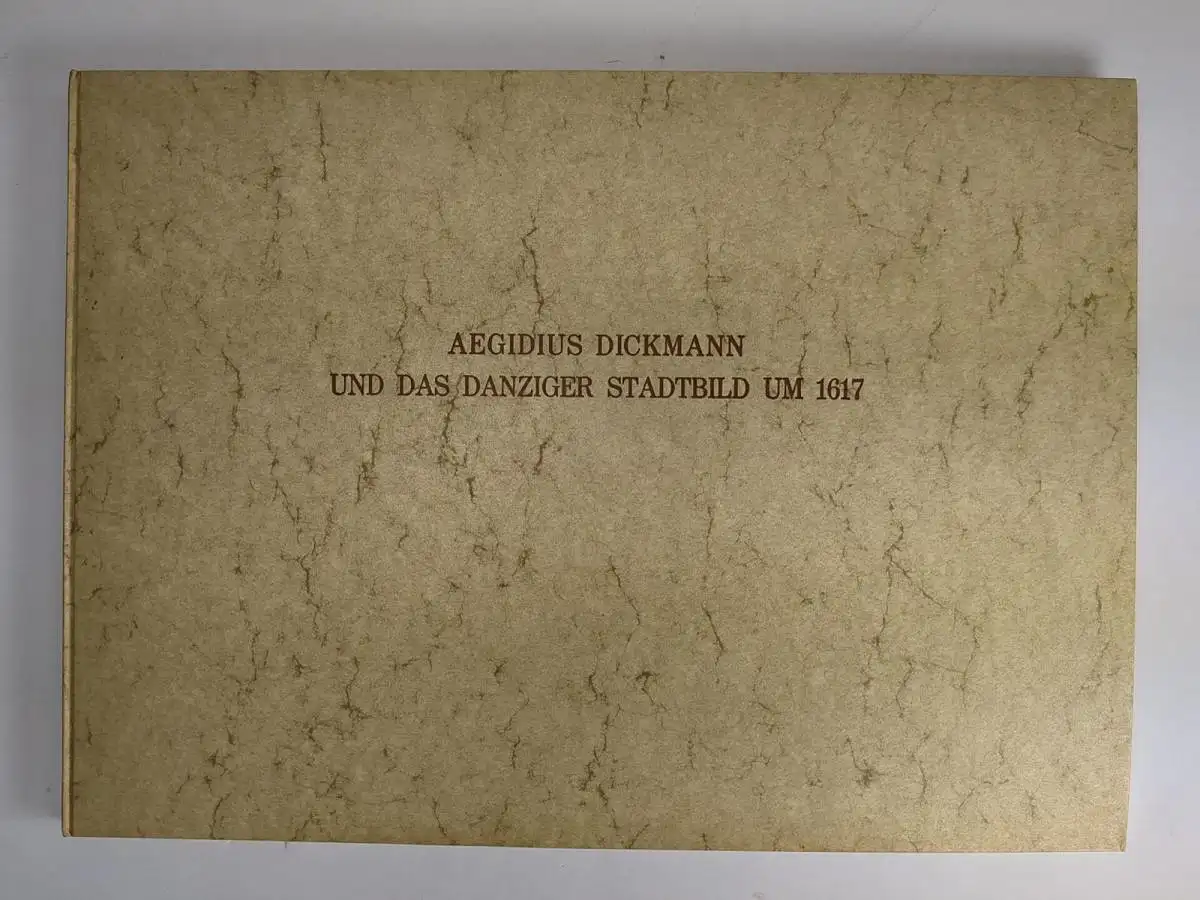 AEGIDIUS DICKMANN
UND DAS DANZIGER STADTBILD UM 1617